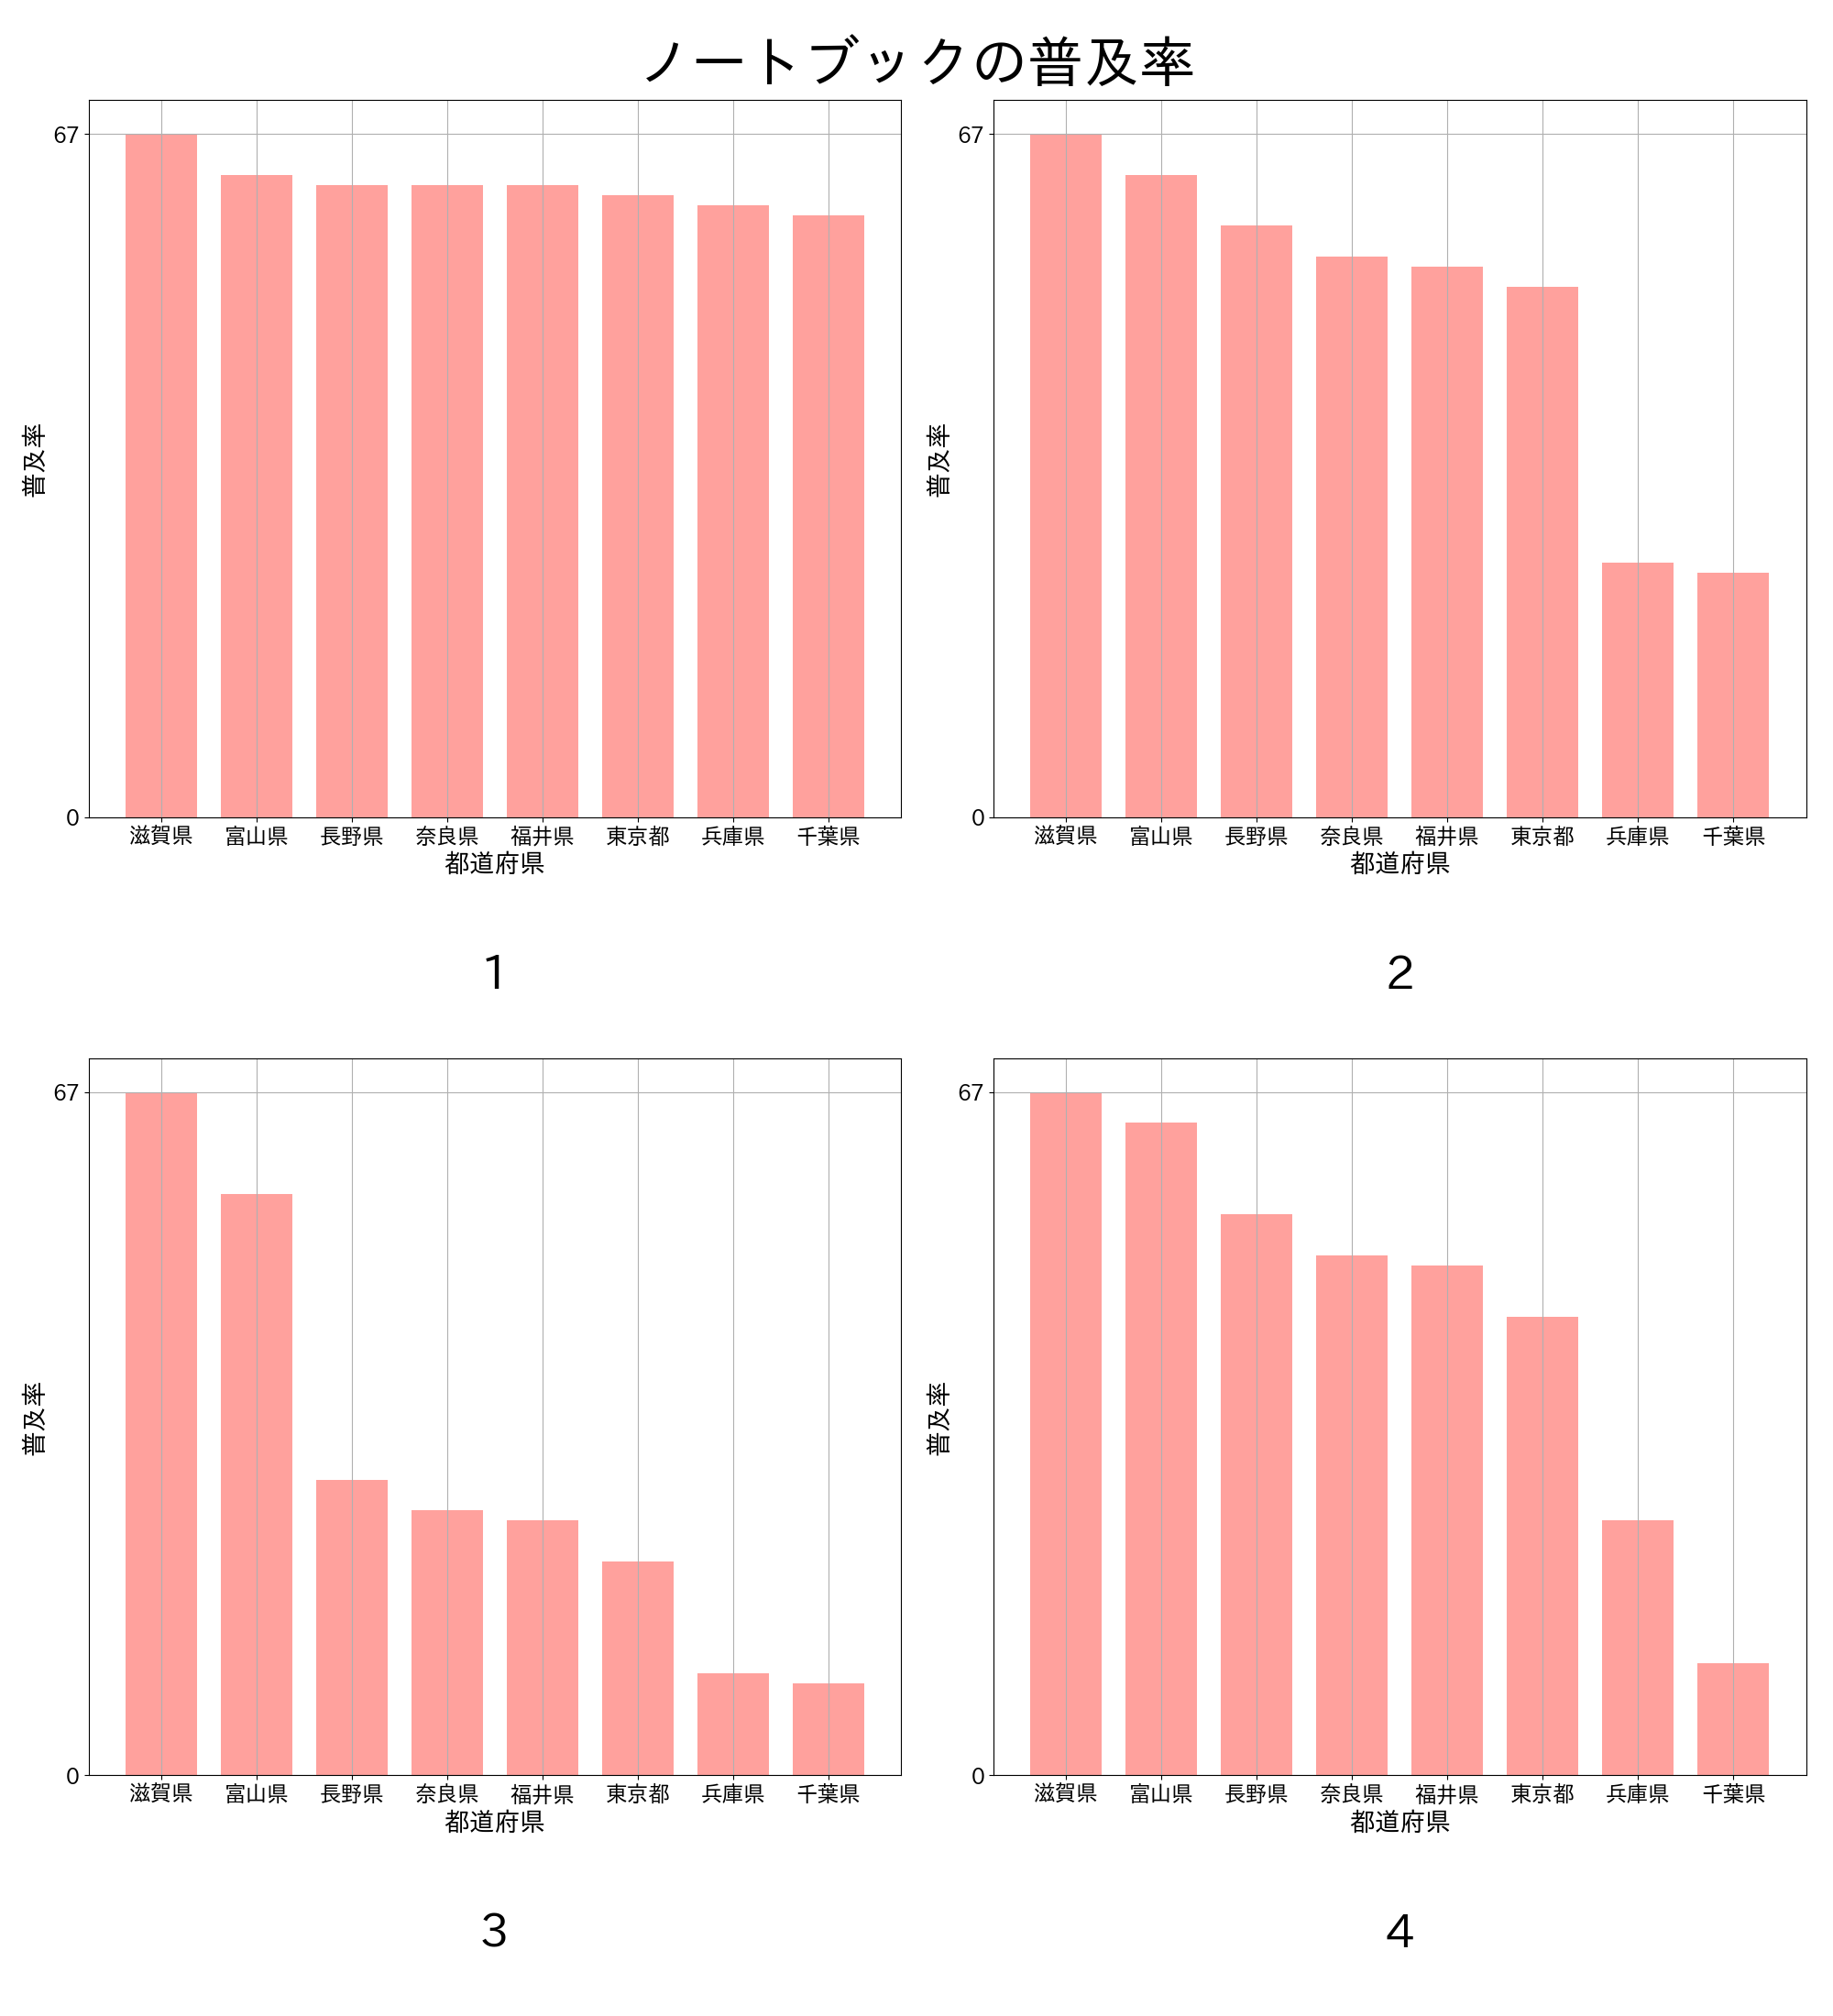 ノートブックの普及率
67
0
普及率
滋賀県 富山県 長野県 奈良県 福井県 東京都 兵庫県 千葉県
都道府県
1
67
0
普及率
滋賀県 富山県 長野県 奈良県 福井県 東京都 兵庫県 千葉県
都道府県
2
67
0
普及率
滋賀県 富山県 長野県 奈良県 福井県 東京都 兵庫県 千葉県
都道府県
3
67
0
普及率
滋賀県 富山県 長野県 奈良県 福井県 東京都 兵庫県 千葉県
都道府県
4